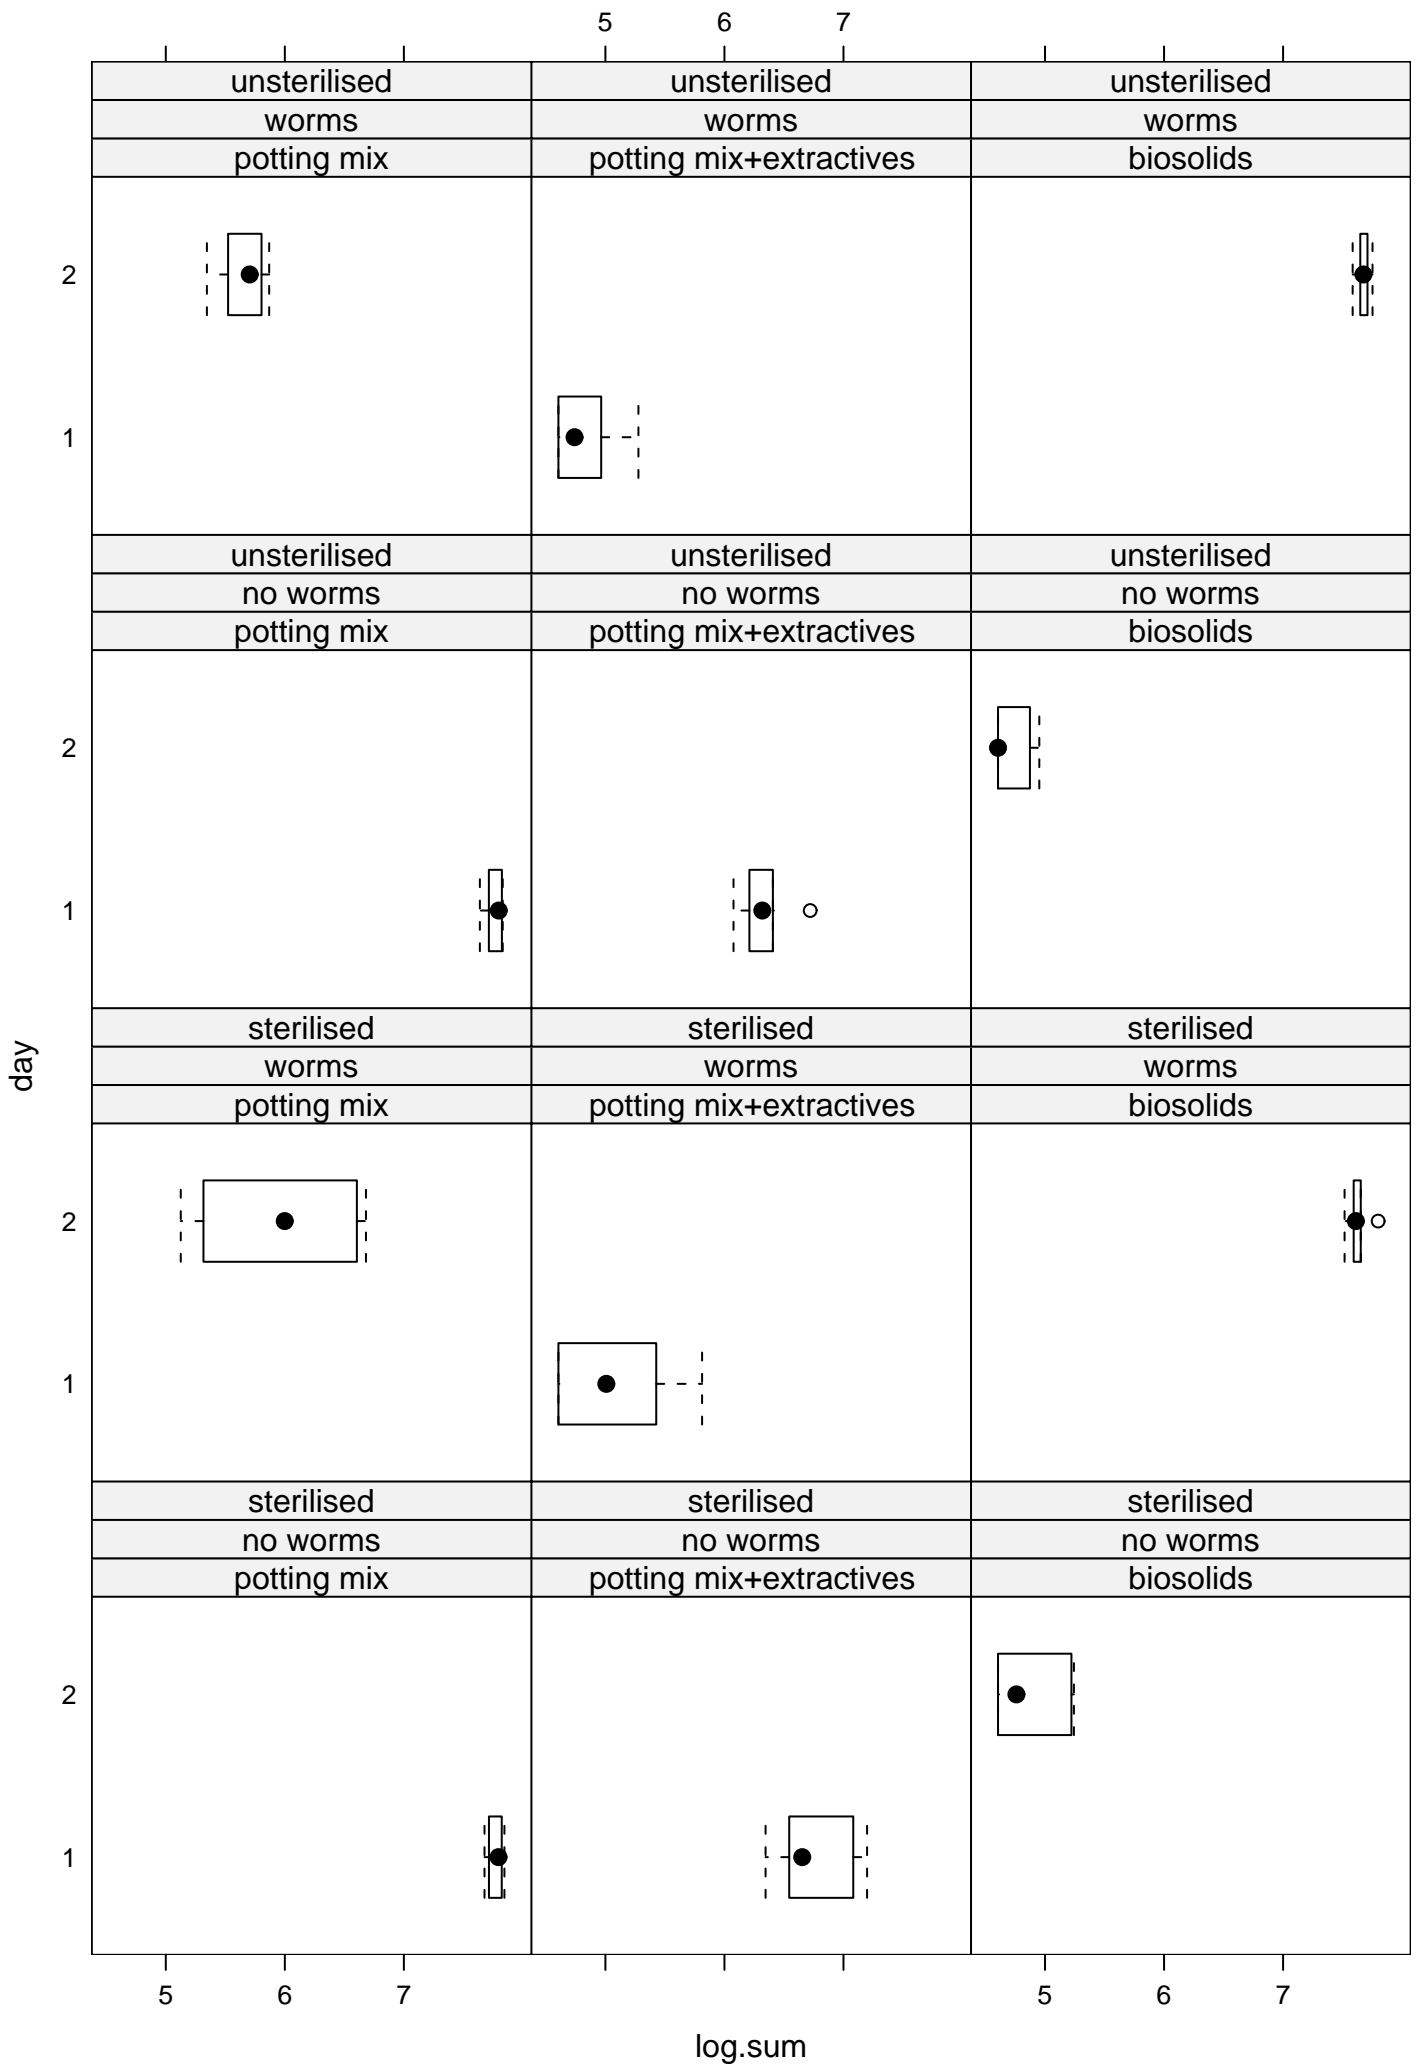 5 6 7
unsterilised unsterilised unsterilised
worms worms worms
potting mix potting mix+extractives biosolids
2
1
unsterilised unsterilised unsterilised
no worms no worms no worms
potting mix potting mix+extractives biosolids
2
1
sterilised sterilised sterilised
worms worms worms
potting mix potting mix+extractives biosolids
2
1
sterilised sterilised sterilised
no worms no worms no worms
potting mix potting mix+extractives biosolids
2
1
day
5 6 7 5 6 7
log.sum